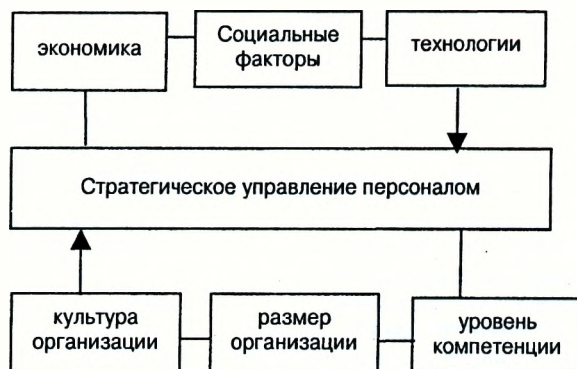 экономика
Социальные
факторы
технологии
Стратегическое управление персоналом
культура
организации
размер
организации
уровень
компетенции